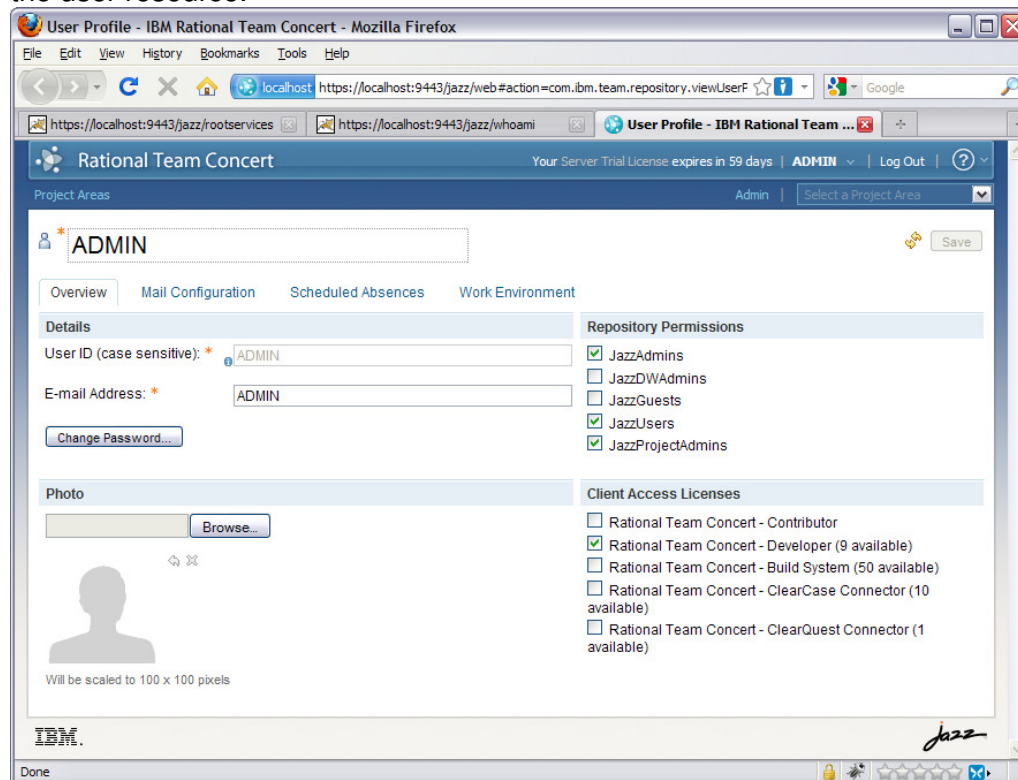 the user resource.
User Profile - IBM Rational Team Concert - Mozilla Firefox
File Edit View History Bookmarks Tools Help
localhost https://localhost:9443/jazz/web#action=com.ibm.team.repository.viewUserP Google
https://localhost:9443/jazz/rootservices https://localhost:9443/jazz/whoami User Profile - IBM Rational Team ...
Rational Team Concert Your Server Trial License expires in 59 days | ADMIN | Log Out | ?
Project Areas Admin | Select a Project Area
* ADMIN Save
Overview Mail Configuration Scheduled Absences Work Environment
Details Repository Permissions
User ID (case sensitive): * ADMIN JazzAdmins
JazzDWAdmins
E-mail Address: * ADMIN JazzGuests
JazzUsers
Change Password... JazzProjectAdmins
Photo Client Access Licenses
Browse... Rational Team Concert - Contributor
Rational Team Concert - Developer (9 available)
Rational Team Concert - Build System (50 available)
Rational Team Concert - ClearCase Connector (10
available)
Rational Team Concert - ClearQuest Connector (1
available)
Will be scaled to 100 x 100 pixels
IBM. jazz
Done